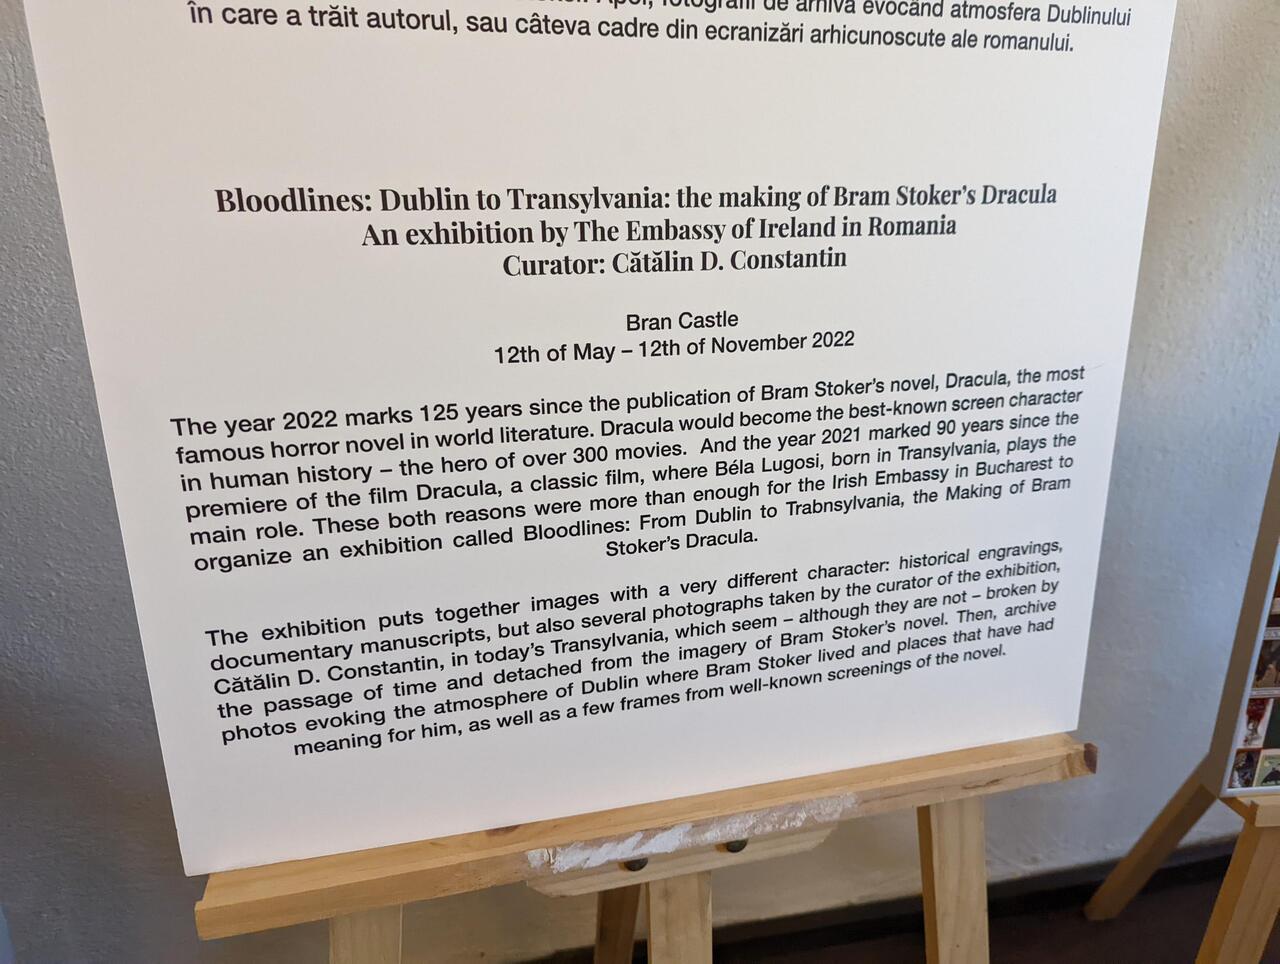 fotografii de arhivă evocând atmosfera Dublinului
în care a trăit autorul, sau câteva cadre din ecranizări arhicunoscute ale romanului.
Bloodlines: Dublin to Transylvania: the making of Bram Stoker’s Dracula
An exhibition by The Embassy of Ireland in Romania
Curator: Cătălin D. Constantin
Bran Castle
12th of May – 12th of November 2022
The year 2022 marks 125 years since the publication of Bram Stoker’s novel, Dracula, the most
famous horror novel in world literature. Dracula would become the best-known screen character
in human history – the hero of over 300 movies. And the year 2021 marked 90 years since the
premiere of the film Dracula, a classic film, where Béla Lugosi, born in Transylvania, plays the
main role. These both reasons were more than enough for the Irish Embassy in Bucharest to
organize an exhibition called Bloodlines: From Dublin to Trabnsylvania, the Making of Bram
Stoker’s Dracula.
The exhibition puts together images with a very different character: historical engravings,
documentary manuscripts, but also several photographs taken by the curator of the exhibition,
Cătălin D. Constantin, in today’s Transylvania, which seem – although they are not – broken by
the passage of time and detached from the imagery of Bram Stoker’s novel. Then, archive
photos evoking the atmosphere of Dublin where Bram Stoker lived and places that have had
meaning for him, as well as a few frames from well-known screenings of the novel.